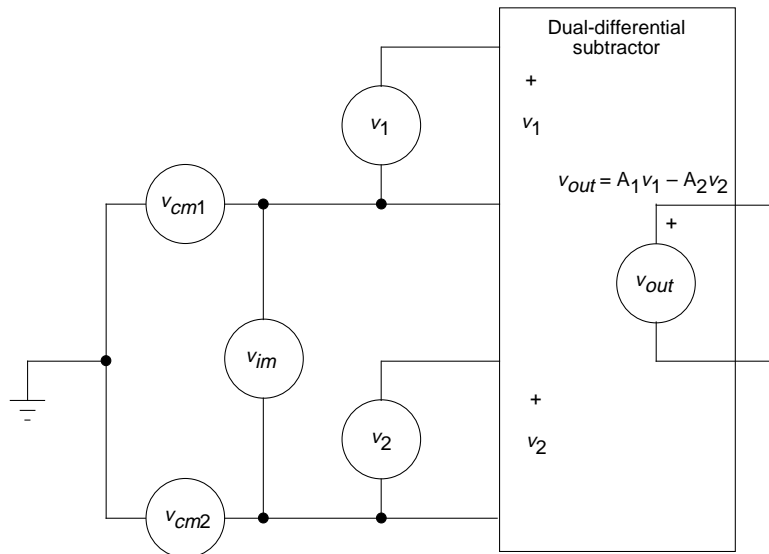 Dual-differential
subtractor
+
v1
v1
vout = A1v1 – A2v2
vcm1
+
vout
vim
+
v2
v2
vcm2